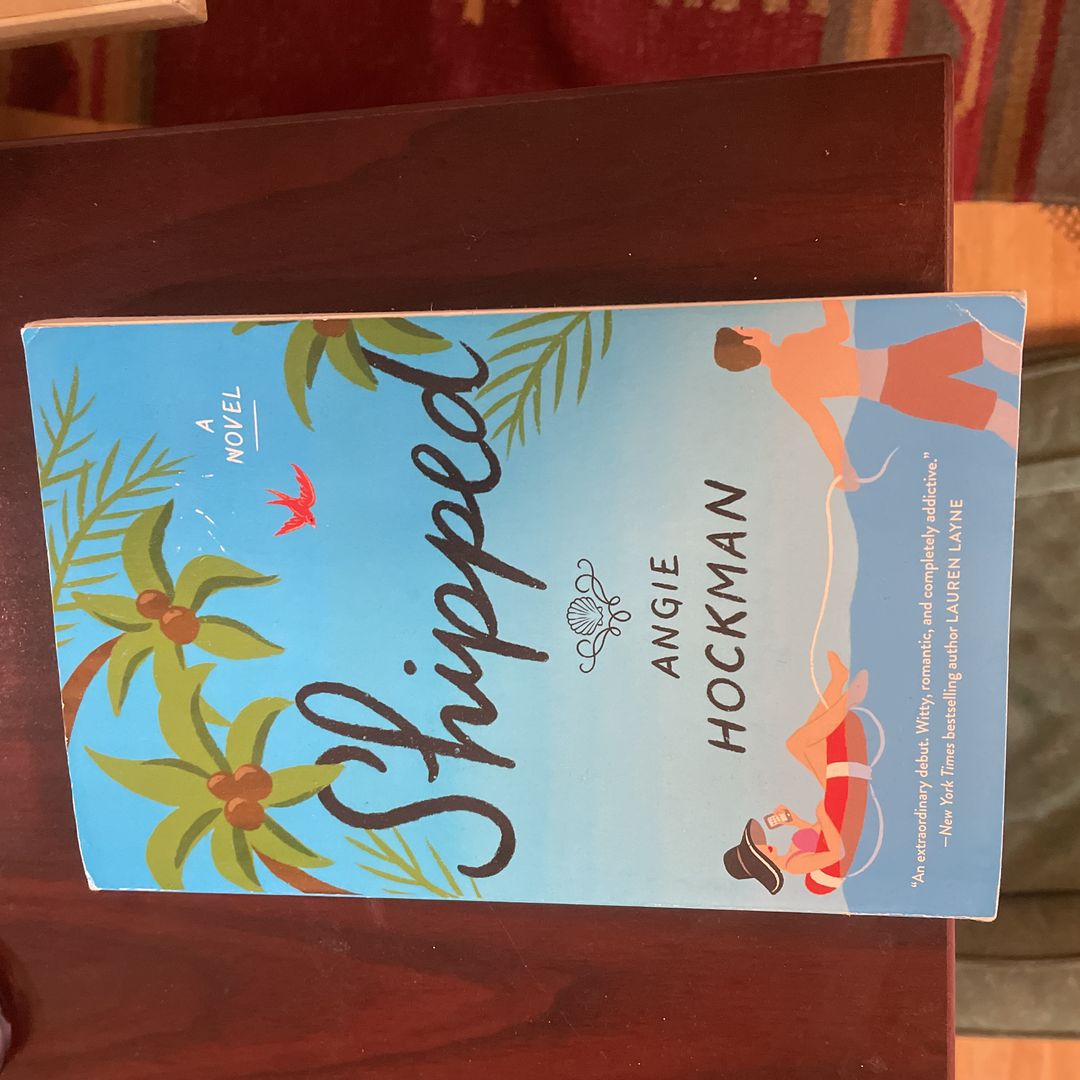 A
NOVEL
Shipped
ANGIE
HOCKMAN
“An extraordinary debut. Witty, romantic, and completely addictive.”
—New York Times bestselling author LAUREN LAYNE